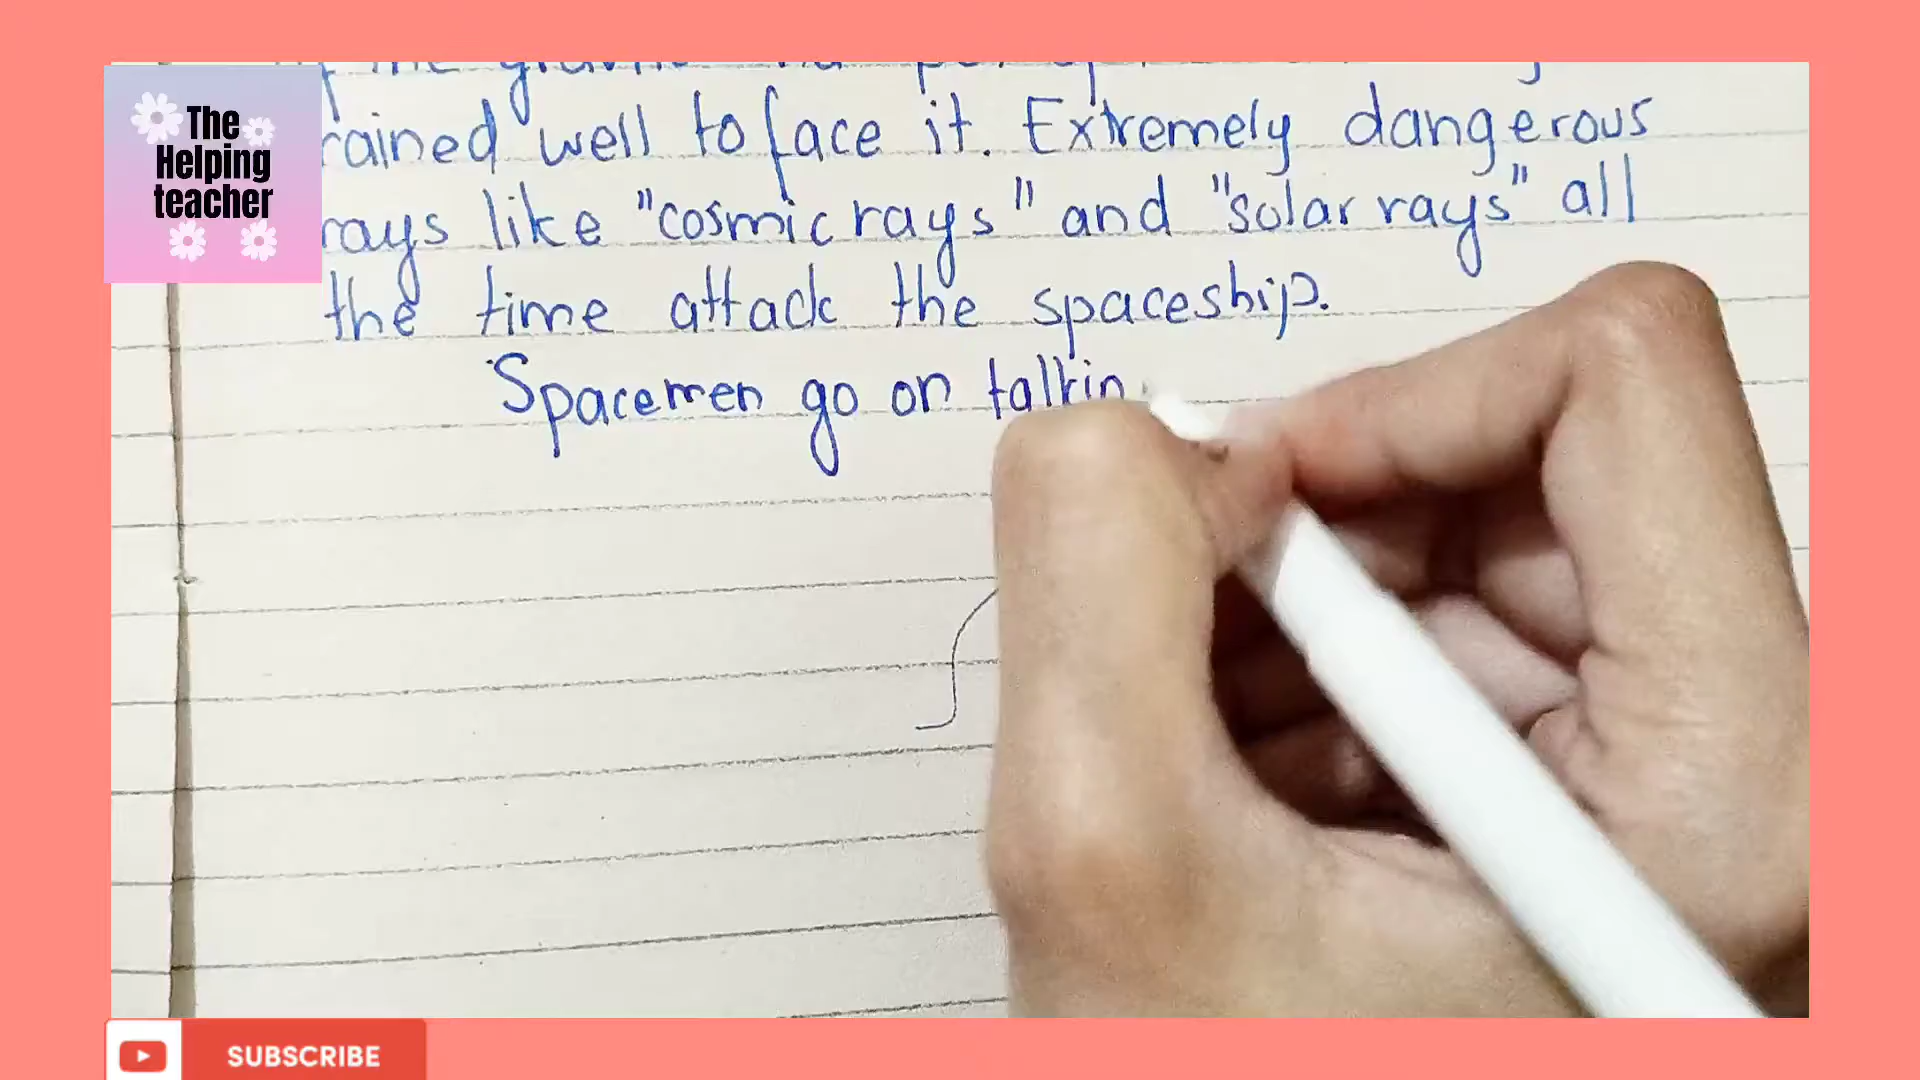 The
Helping
teacher
rained well to face it. Extremely dangerous
rays like "cosmic rays" and "solar rays" all
the time attack the spaceship.
Spacemen go on talkin
SUBSCRIBE